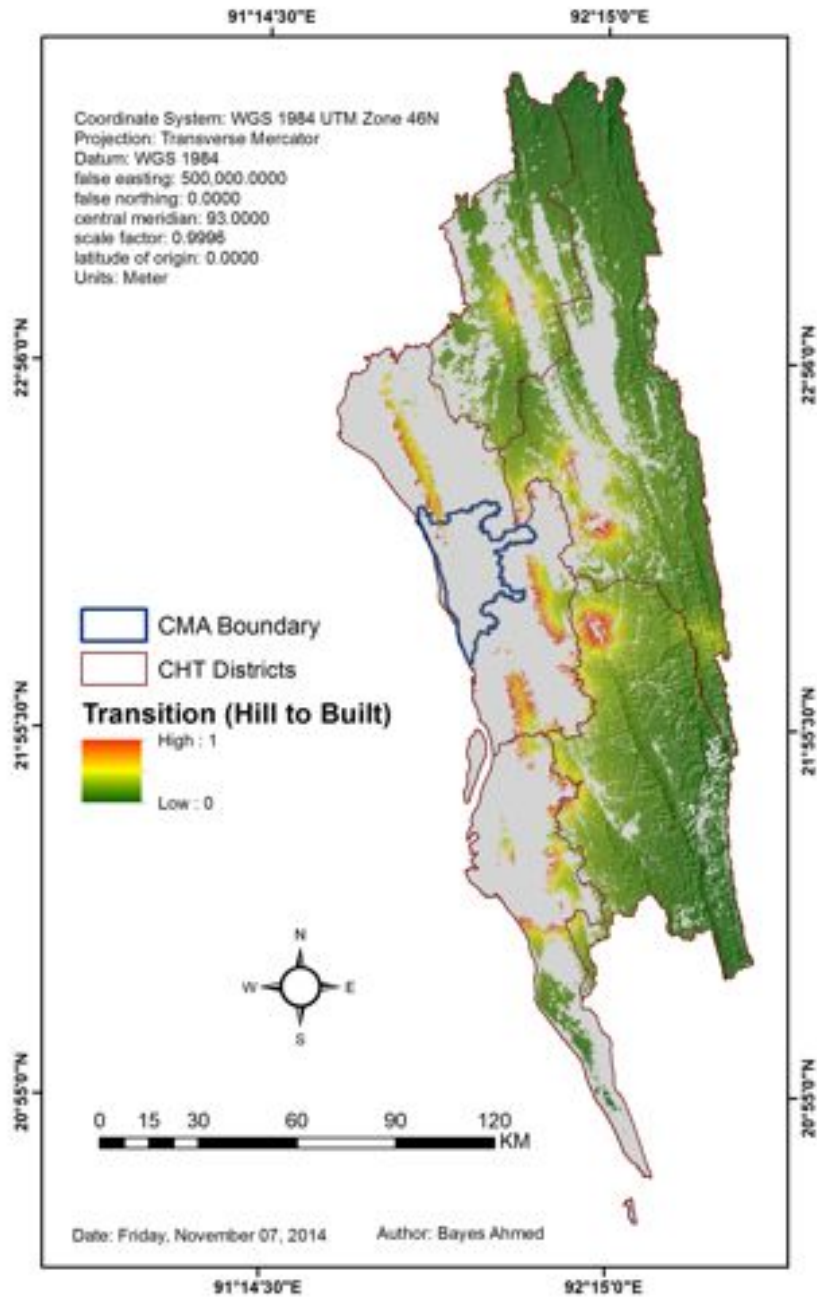 91°14'30"E 92°15'0"E
Coordinate System: WGS 1984 UTM Zone 46N
Projection: Transverse Mercator
Datum: WGS 1984
false easting: 500,000.0000
false northing: 0.0000
central meridian: 93.0000
scale factor: 0.9996
latitude of origin: 0.0000
Units: Meter
22°56'0"N 22°56'0"N
CMA Boundary
CHT Districts
Transition (Hill to Built)
High : 1
Low : 0
21°55'30"N 21°55'30"N
N
W E
S
20°55'0"N 20°55'0"N
0 15 30 60 90 120
KM
Date: Friday, November 07, 2014 Author: Bayes Ahmed
91°14'30"E 92°15'0"E